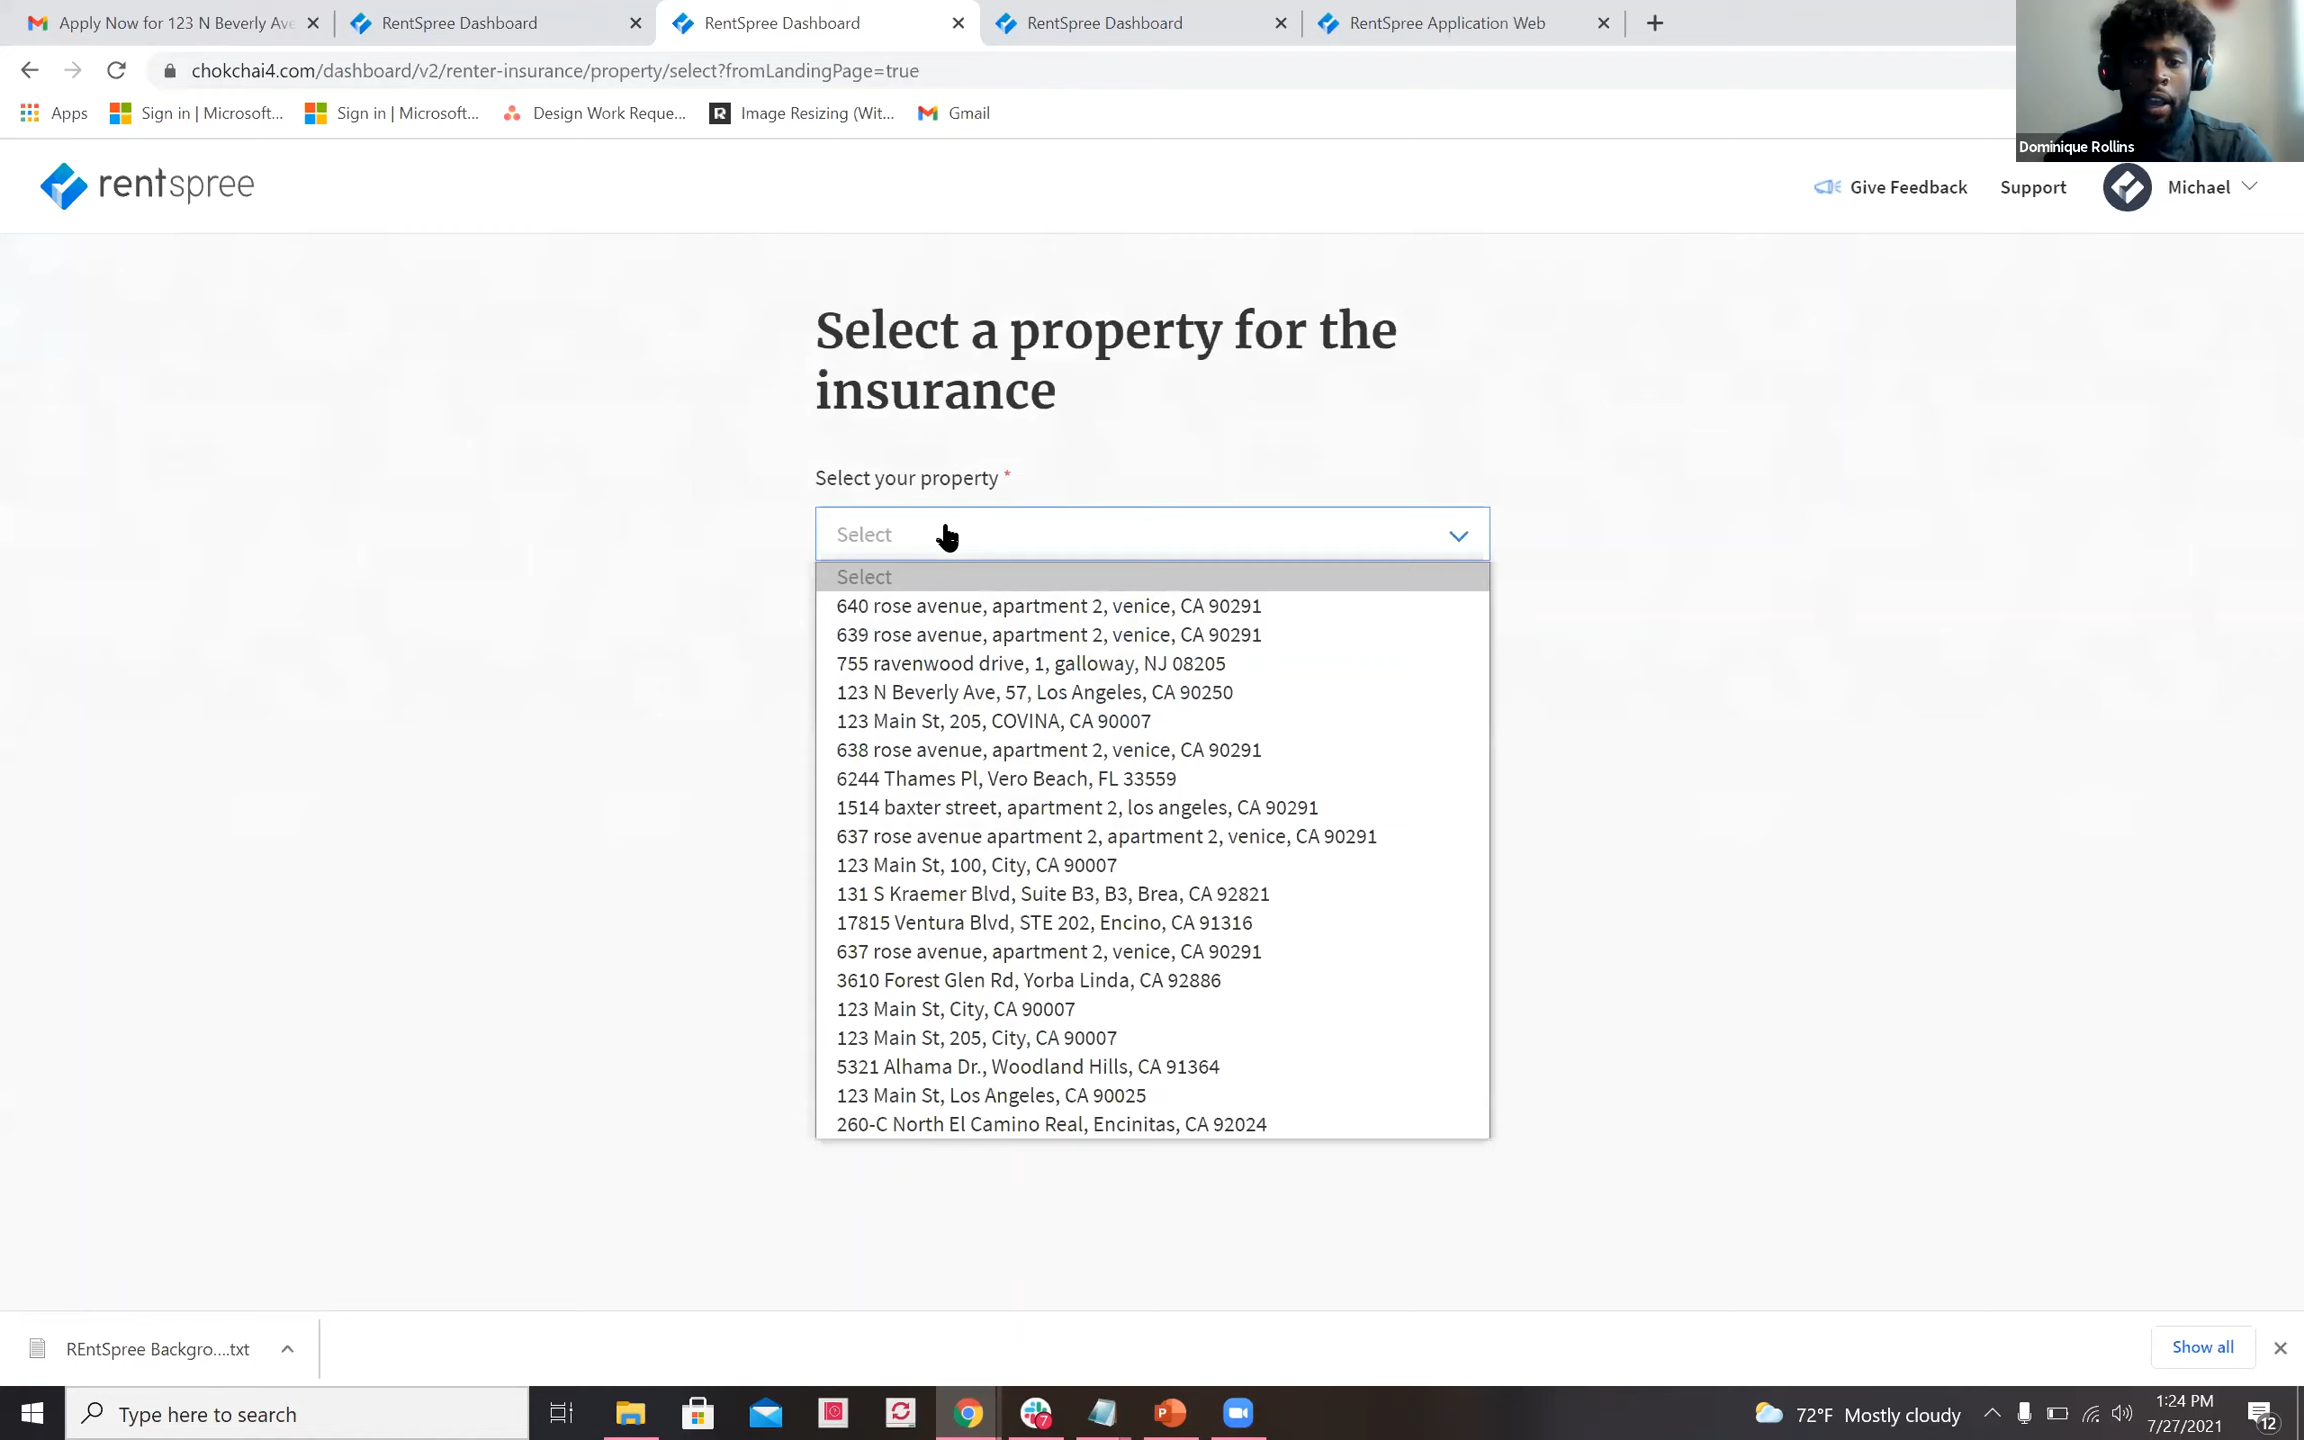 Apply Now for 123 N Beverly Ave
RentSpree Dashboard
RentSpree Dashboard
RentSpree Dashboard
RentSpree Application Web
chokchai4.com/dashboard/v2/renter-insurance/property/select?fromLandingPage=true
Apps
Sign in | Microsoft...
Sign in | Microsoft...
Design Work Reque...
R
Image Resizing (Wit...
Gmail
Dominique Rollins
rentspree
Give Feedback
Support
Michael
Select a property for the
insurance
Select your property *
Select
Select
640 rose avenue, apartment 2, venice, CA 90291
639 rose avenue, apartment 2, venice, CA 90291
755 ravenwood drive, 1, galloway, NJ 08205
123 N Beverly Ave, 57, Los Angeles, CA 90250
123 Main St, 205, COVINA, CA 90007
638 rose avenue, apartment 2, venice, CA 90291
6244 Thames Pl, Vero Beach, FL 33559
1514 baxter street, apartment 2, los angeles, CA 90291
637 rose avenue apartment 2, apartment 2, venice, CA 90291
123 Main St, 100, City, CA 90007
131 S Kraemer Blvd, Suite B3, B3, Brea, CA 92821
17815 Ventura Blvd, STE 202, Encino, CA 91316
637 rose avenue, apartment 2, venice, CA 90291
3610 Forest Glen Rd, Yorba Linda, CA 92886
123 Main St, City, CA 90007
123 Main St, 205, City, CA 90007
5321 Alhama Dr., Woodland Hills, CA 91364
123 Main St, Los Angeles, CA 90025
260-C North El Camino Real, Encinitas, CA 92024
REntSpree Backgro....txt
Show all
Type here to search
7
P
72°F Mostly cloudy
1:24 PM
7/27/2021
12